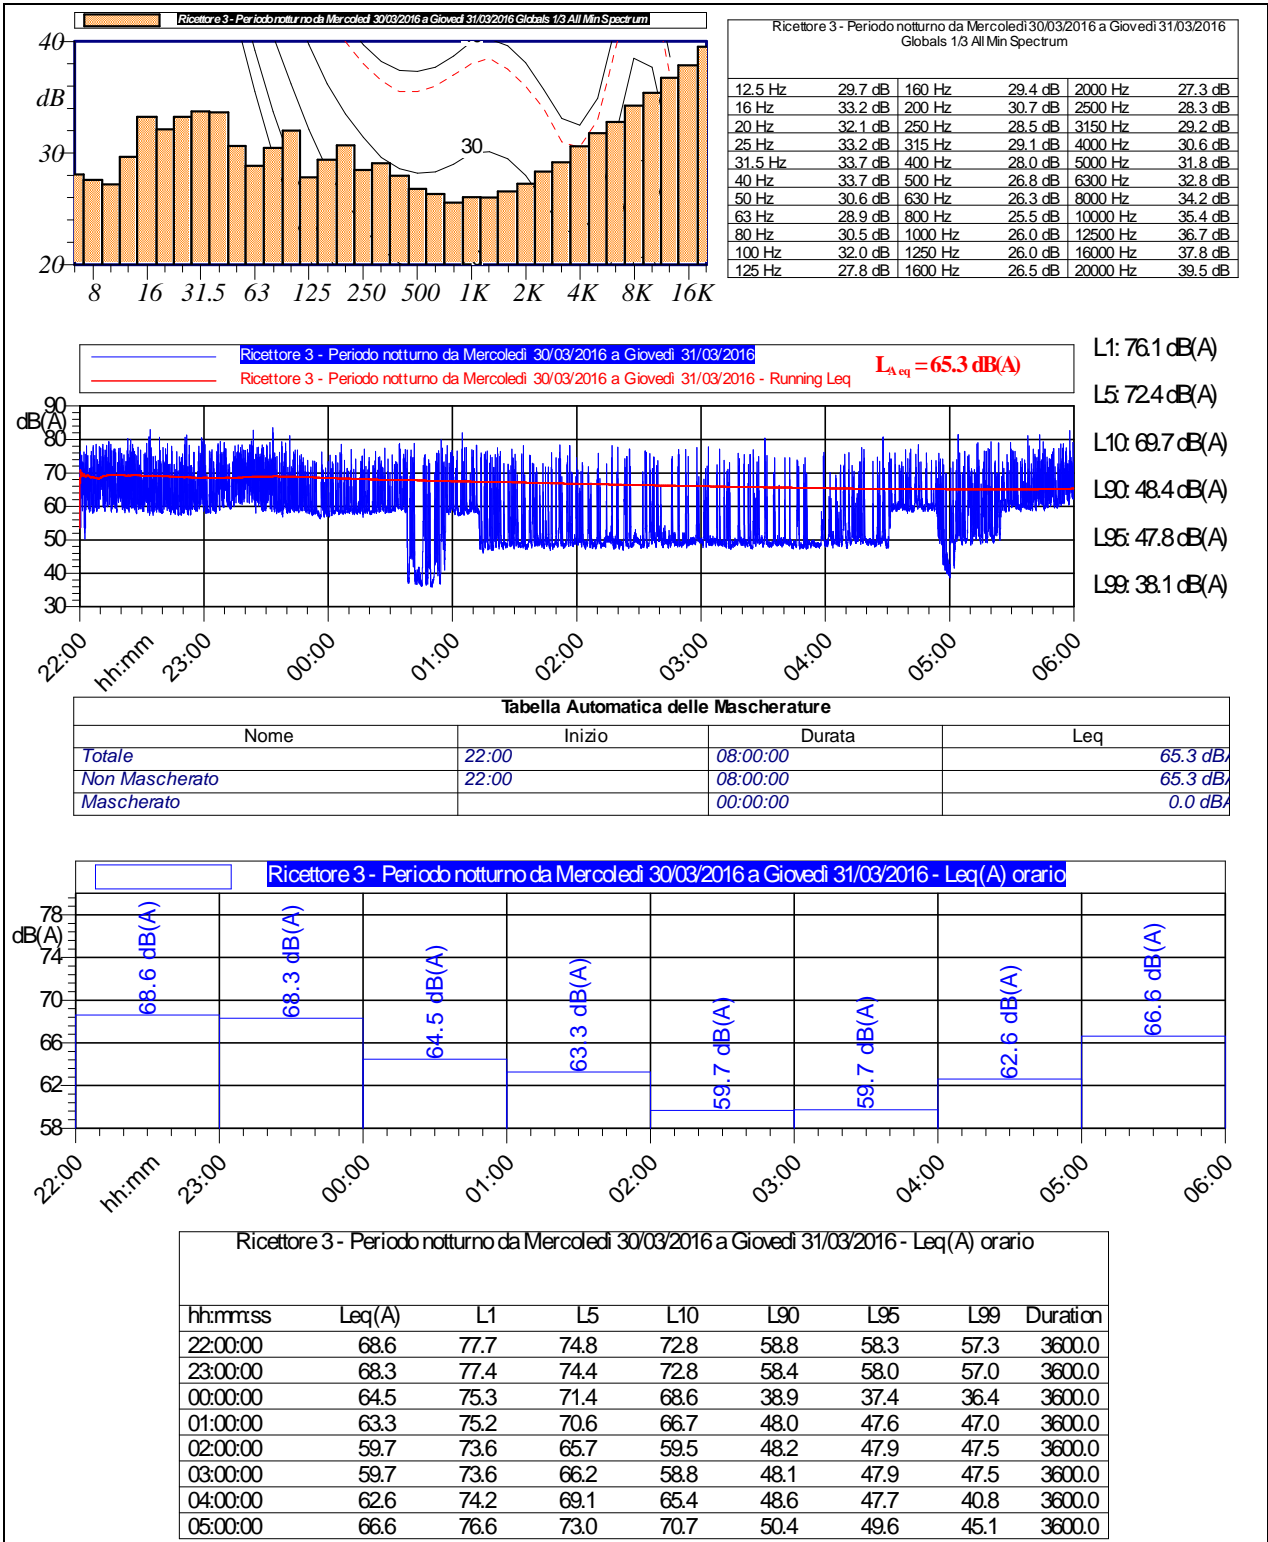 Ricettore 3 - Periodo notturno da Mercoledì 30/03/2016 a Giovedì 31/03/2016 Globals 1/3 All Min Spectrum
40
dB
30
20
30
8 16 31.5 63 125 250 500 1K 2K 4K 8K 16K
Ricettore 3 - Periodo notturno da Mercoledì 30/03/2016 a Giovedì 31/03/2016
Globals 1/3 All Min Spectrum
12.5 Hz 29.7 dB 160 Hz 29.4 dB 2000 Hz 27.3 dB
16 Hz 33.2 dB 200 Hz 30.7 dB 2500 Hz 28.3 dB
20 Hz 32.1 dB 250 Hz 28.5 dB 3150 Hz 29.2 dB
25 Hz 33.2 dB 315 Hz 29.1 dB 4000 Hz 30.6 dB
31.5 Hz 33.7 dB 400 Hz 28.0 dB 5000 Hz 31.8 dB
40 Hz 33.7 dB 500 Hz 26.8 dB 6300 Hz 32.8 dB
50 Hz 30.6 dB 630 Hz 26.3 dB 8000 Hz 34.2 dB
63 Hz 28.9 dB 800 Hz 25.5 dB 10000 Hz 35.4 dB
80 Hz 30.5 dB 1000 Hz 26.0 dB 12500 Hz 36.7 dB
100 Hz 32.0 dB 1250 Hz 26.0 dB 16000 Hz 37.8 dB
125 Hz 27.8 dB 1600 Hz 26.5 dB 20000 Hz 39.5 dB
Ricettore 3 - Periodo notturno da Mercoledì 30/03/2016 a Giovedì 31/03/2016
Ricettore 3 - Periodo notturno da Mercoledì 30/03/2016 a Giovedì 31/03/2016 - Running Leq
LAeq = 65.3 dB(A)
L1: 76.1 dB(A)
L5: 72.4 dB(A)
L10: 69.7 dB(A)
L90: 48.4 dB(A)
L95: 47.8 dB(A)
L99: 38.1 dB(A)
90
dB(A)
80
70
60
50
40
30
22:00 hh:mm 23:00 00:00 01:00 02:00 03:00 04:00 05:00 06:00
Tabella Automatica delle Mascherature
Nome Inizio Durata Leq
Totale 22:00 08:00:00 65.3 dBA
Non Mascherato 22:00 08:00:00 65.3 dBA
Mascherato 00:00:00 0.0 dBA
Ricettore 3 - Periodo notturno da Mercoledì 30/03/2016 a Giovedì 31/03/2016 - Leq(A) orario
78
dB(A)
74
70
66
62
58
68.6 dB(A)
68.3 dB(A)
64.5 dB(A)
63.3 dB(A)
59.7 dB(A)
59.7 dB(A)
62.6 dB(A)
66.6 dB(A)
22:00 hh:mm 23:00 00:00 01:00 02:00 03:00 04:00 05:00 06:00
Ricettore 3 - Periodo notturno da Mercoledì 30/03/2016 a Giovedì 31/03/2016 - Leq(A) orario
hh:mm:ss Leq(A) L1 L5 L10 L90 L95 L99 Duration
22:00:00 68.6 77.7 74.8 72.8 58.8 58.3 57.3 3600.0
23:00:00 68.3 77.4 74.4 72.8 58.4 58.0 57.0 3600.0
00:00:00 64.5 75.3 71.4 68.6 38.9 37.4 36.4 3600.0
01:00:00 63.3 75.2 70.6 66.7 48.0 47.6 47.0 3600.0
02:00:00 59.7 73.6 65.7 59.5 48.2 47.9 47.5 3600.0
03:00:00 59.7 73.6 66.2 58.8 48.1 47.9 47.5 3600.0
04:00:00 62.6 74.2 69.1 65.4 48.6 47.7 40.8 3600.0
05:00:00 66.6 76.6 73.0 70.7 50.4 49.6 45.1 3600.0